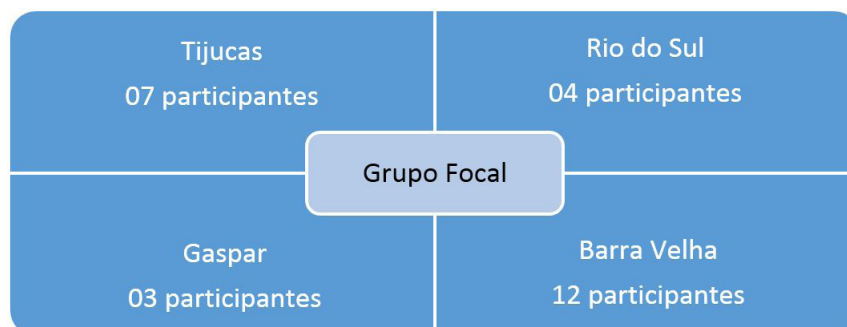 Tijucas
07 participantes
Rio do Sul
04 participantes
Grupo Focal
Gaspar
03 participantes
Barra Velha
12 participantes